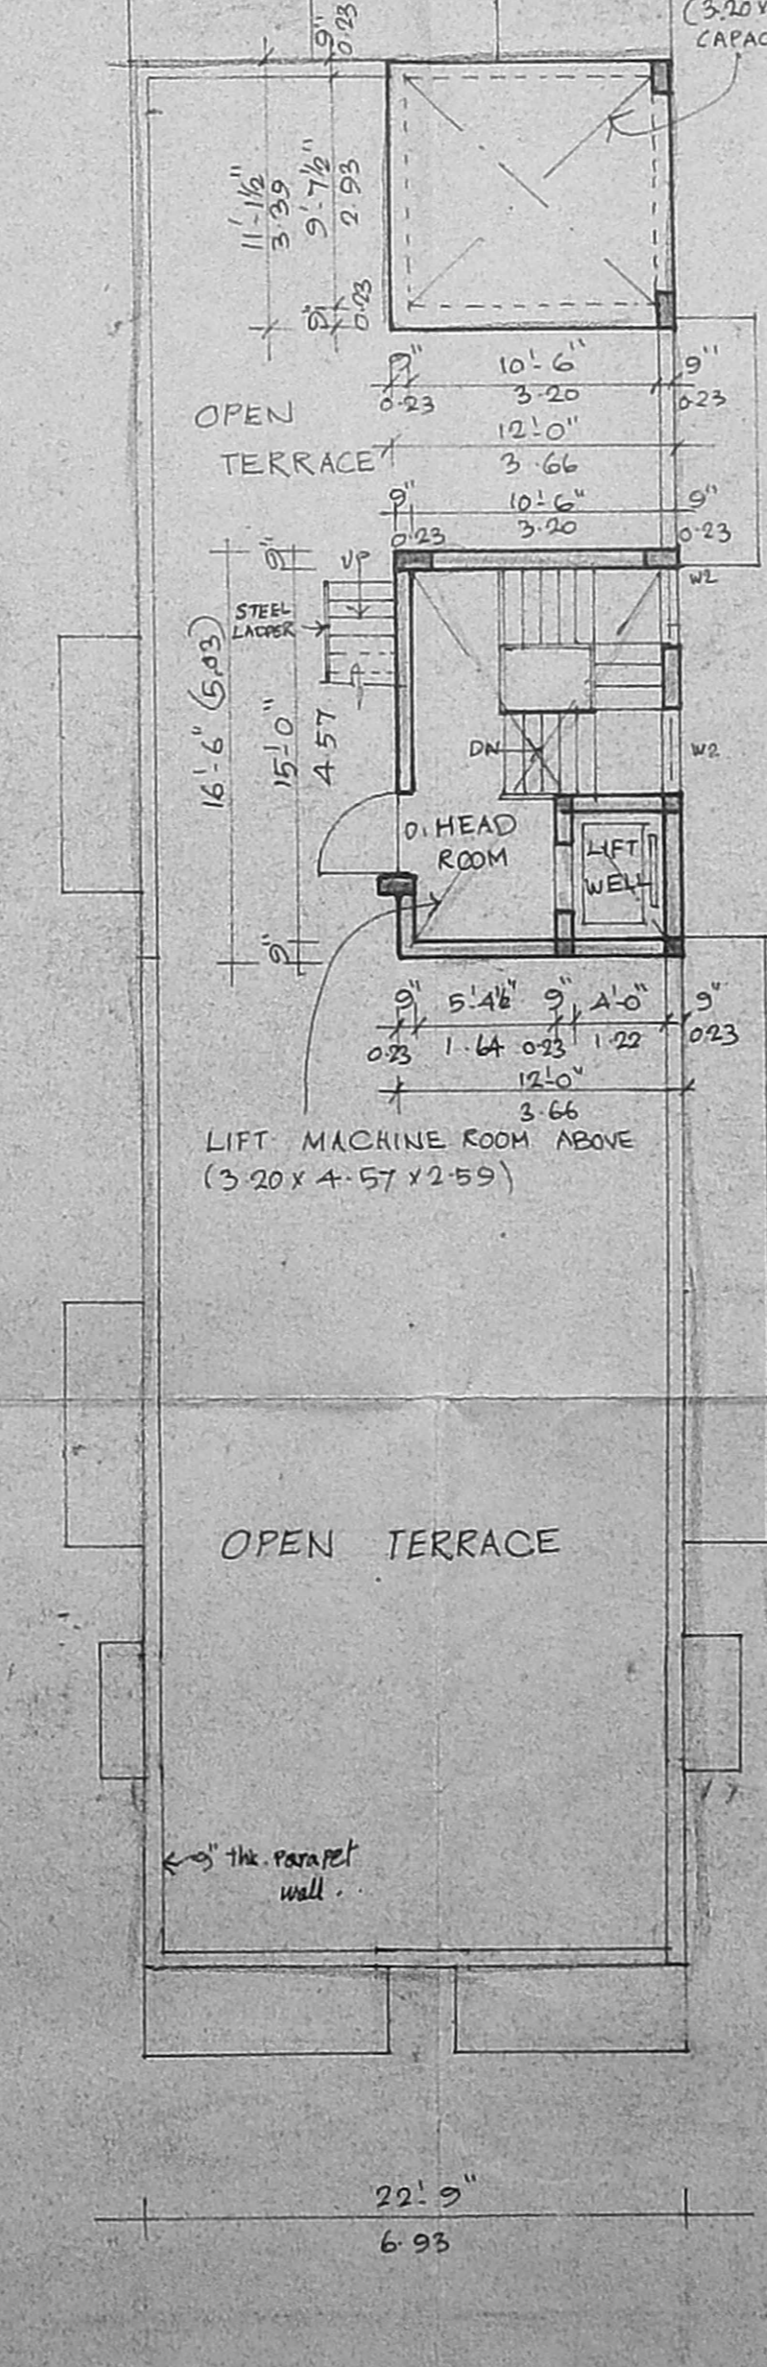 9"
0.23
(3.20 x
CAPAC
11'-1½"
3.39
9'-7½"
2.93
9"
0.23
9"
10'-6"
9"
0.23
3.20
0.23
OPEN
TERRACE
12'-0"
3.66
9"
10'-6"
9"
0.23
3.20
0.23
9"
UP
W2
STEEL
LADDER
16'-6" (5.03)
15'-0"
4.57
DN
W2
O.HEAD
ROOM
LIFT
WELL
9"
9"
5'-4½"
9"
4'-0"
9"
0.23
1.64
0.23
1.22
0.23
12'-0"
3.66
LIFT MACHINE ROOM ABOVE
(3.20 x 4.57 x 2.59)
OPEN TERRACE
9" thk. parapet
wall..
22'-9"
6.93